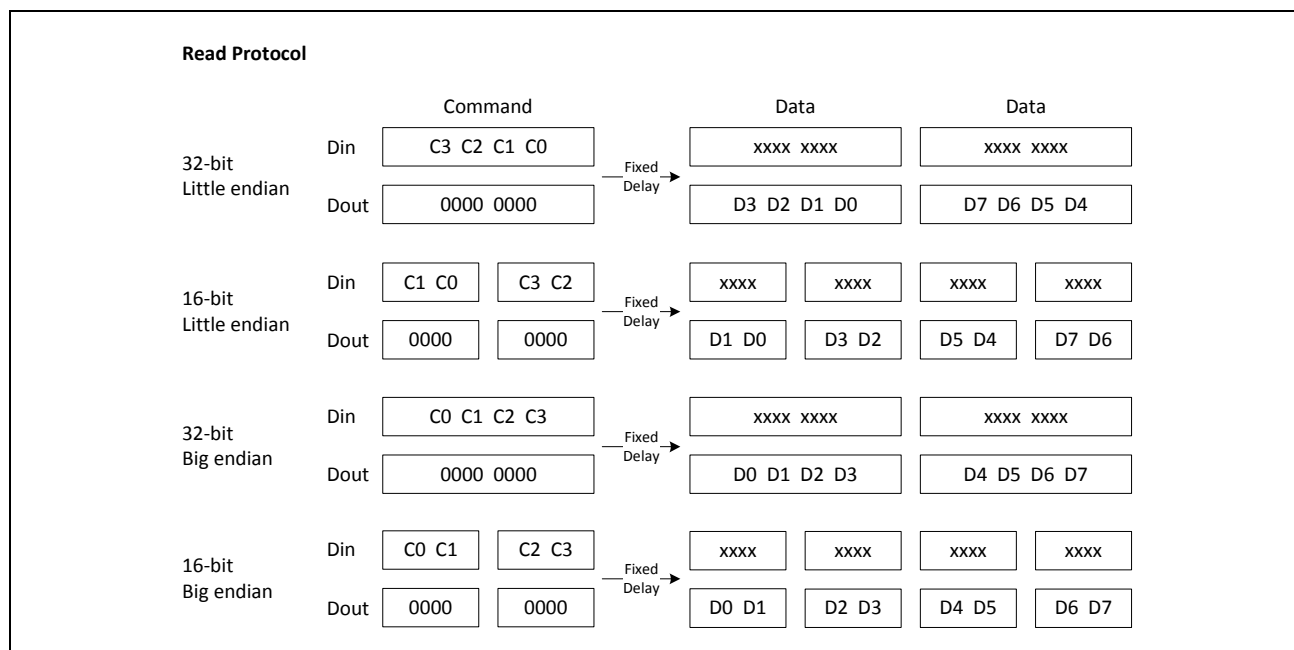 Read Protocol
Command Data Data
32-bit
Little endian
Din C3 C2 C1 C0 xxxx xxxx xxxx xxxx
Fixed
Delay
Dout 0000 0000 D3 D2 D1 D0 D7 D6 D5 D4
16-bit
Little endian
Din C1 C0 C3 C2 xxxx xxxx xxxx xxxx
Fixed
Delay
Dout 0000 0000 D1 D0 D3 D2 D5 D4 D7 D6
32-bit
Big endian
Din C0 C1 C2 C3 xxxx xxxx xxxx xxxx
Fixed
Delay
Dout 0000 0000 D0 D1 D2 D3 D4 D5 D6 D7
16-bit
Big endian
Din C0 C1 C2 C3 xxxx xxxx xxxx xxxx
Fixed
Delay
Dout 0000 0000 D0 D1 D2 D3 D4 D5 D6 D7